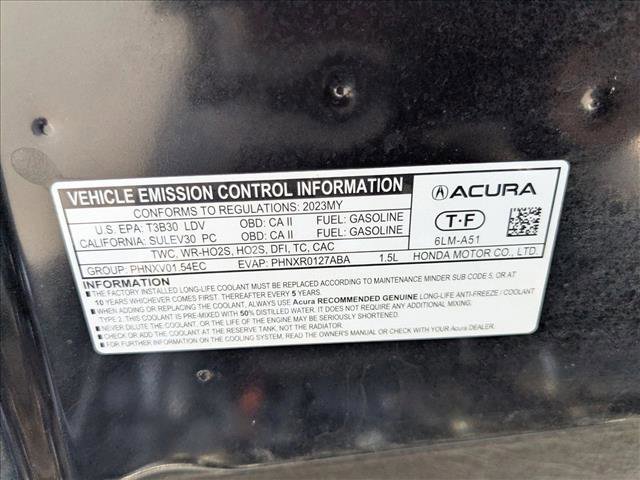 VEHICLE EMISSION CONTROL INFORMATION
CONFORMS TO REGULATIONS: 2023MY
U.S. EPA: T3B30 LDV OBD: CA II FUEL: GASOLINE
CALIFORNIA: SULEV30 PC OBD: CA II FUEL: GASOLINE
TWC, WR-HO2S, HO2S, DFI, TC, CAC
GROUP: PHNXV01.54EC EVAP: PHNXR0127ABA 1.5L
ACURA
T-F
6LM-A51
HONDA MOTOR CO., LTD.
IMPORTANT INFORMATION
■ THE FACTORY INSTALLED LONG-LIFE COOLANT MUST BE REPLACED ACCORDING TO MAINTENANCE MINDER SUB CODE 5, OR AT
10 YEARS WHICHEVER COMES FIRST. THEREAFTER EVERY 5 YEARS.
■ WHEN ADDING OR REPLACING THE COOLANT, ALWAYS USE Acura RECOMMENDED GENUINE LONG-LIFE ANTI-FREEZE / COOLANT
TYPE 2. THIS COOLANT IS PRE-MIXED WITH 50% DISTILLED WATER. IT DOES NOT REQUIRE ANY ADDITIONAL MIXING.
■ NEVER DILUTE THE COOLANT, OR THE LIFE OF THE ENGINE MAY BE SERIOUSLY SHORTENED.
■ CHECK OR ADD COOLANT AT THE RESERVE TANK, NOT THE RADIATOR.
■ FOR FURTHER INFORMATION ON THE COOLING SYSTEM, READ THE OWNER'S MANUAL OR CHECK WITH YOUR Acura DEALER.